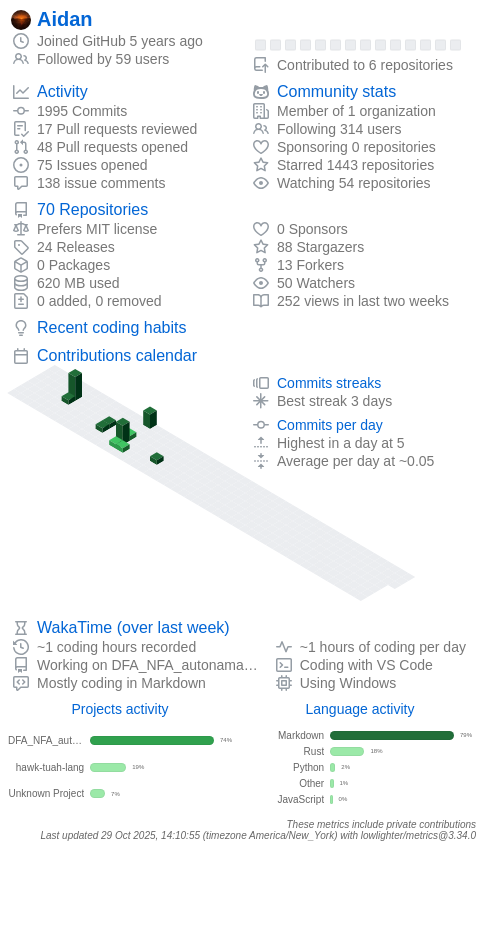 Aidan
Joined GitHub 5 years ago
Followed by 59 users
Contributed to 6 repositories
Activity
1995 Commits
17 Pull requests reviewed
48 Pull requests opened
75 Issues opened
138 issue comments
Community stats
Member of 1 organization
Following 314 users
Sponsoring 0 repositories
Starred 1443 repositories
Watching 54 repositories
70 Repositories
Prefers MIT license
24 Releases
0 Packages
620 MB used
0 added, 0 removed
0 Sponsors
88 Stargazers
13 Forkers
50 Watchers
252 views in last two weeks
Recent coding habits
Contributions calendar
Commits streaks
Best streak 3 days
Commits per day
Highest in a day at 5
Average per day at ~0.05
WakaTime (over last week)
~1 coding hours recorded
Working on DFA_NFA_autonama…
Mostly coding in Markdown
~1 hours of coding per day
Coding with VS Code
Using Windows
Projects activity
DFA_NFA_aut… 74%
hawk-tuah-lang 19%
Unknown Project 7%
Language activity
Markdown 79%
Rust 18%
Python 2%
Other 1%
JavaScript 0%
These metrics include private contributions
Last updated 29 Oct 2025, 14:10:55 (timezone America/New_York) with lowlighter/metrics@3.34.0